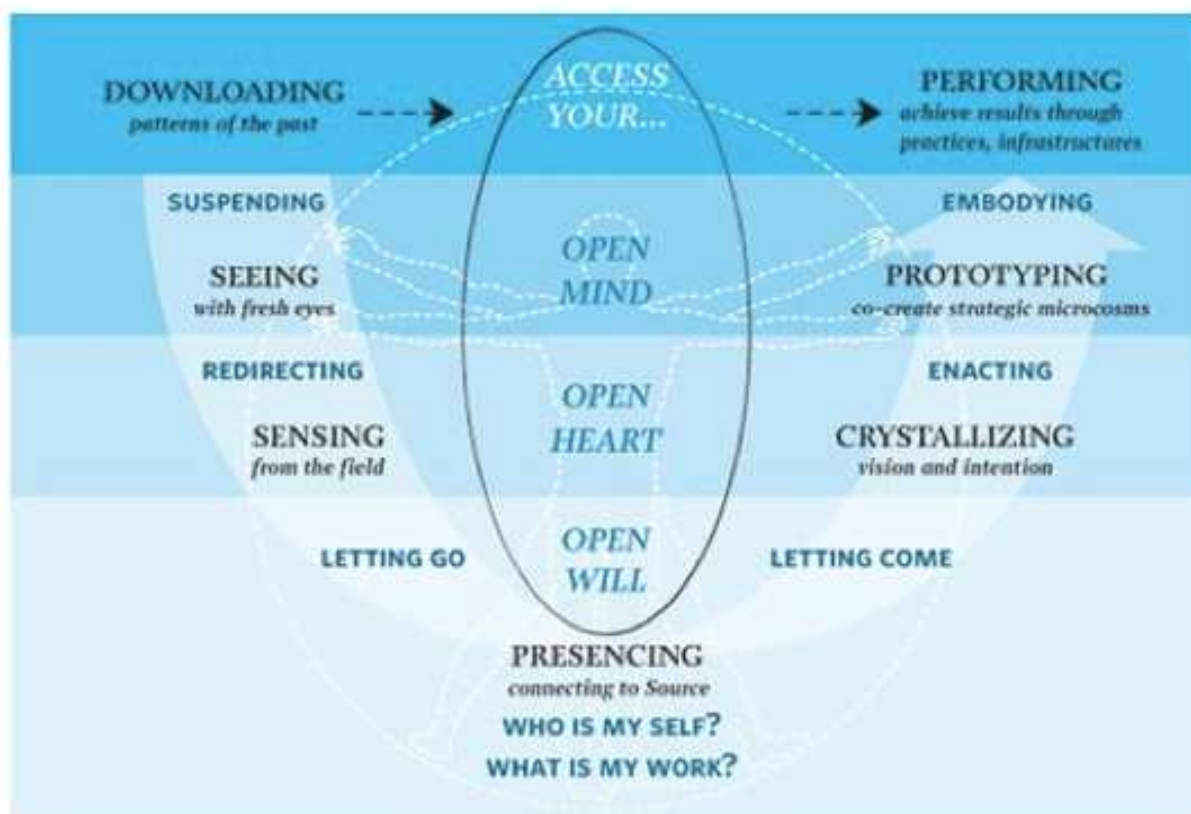 DOWNLOADING
patterns of the past
ACCESS
YOUR...
PERFORMING
achieve results through
practices, infrastructures
SUSPENDING
EMBODYING
OPEN
MIND
SEEING
with fresh eyes
PROTOTYPING
co-create strategic microcosms
REDIRECTING
ENACTING
OPEN
HEART
SENSING
from the field
CRYSTALLIZING
vision and intention
LETTING GO
OPEN
WILL
LETTING COME
PRESENCING
connecting to Source
WHO IS MY SELF?
WHAT IS MY WORK?